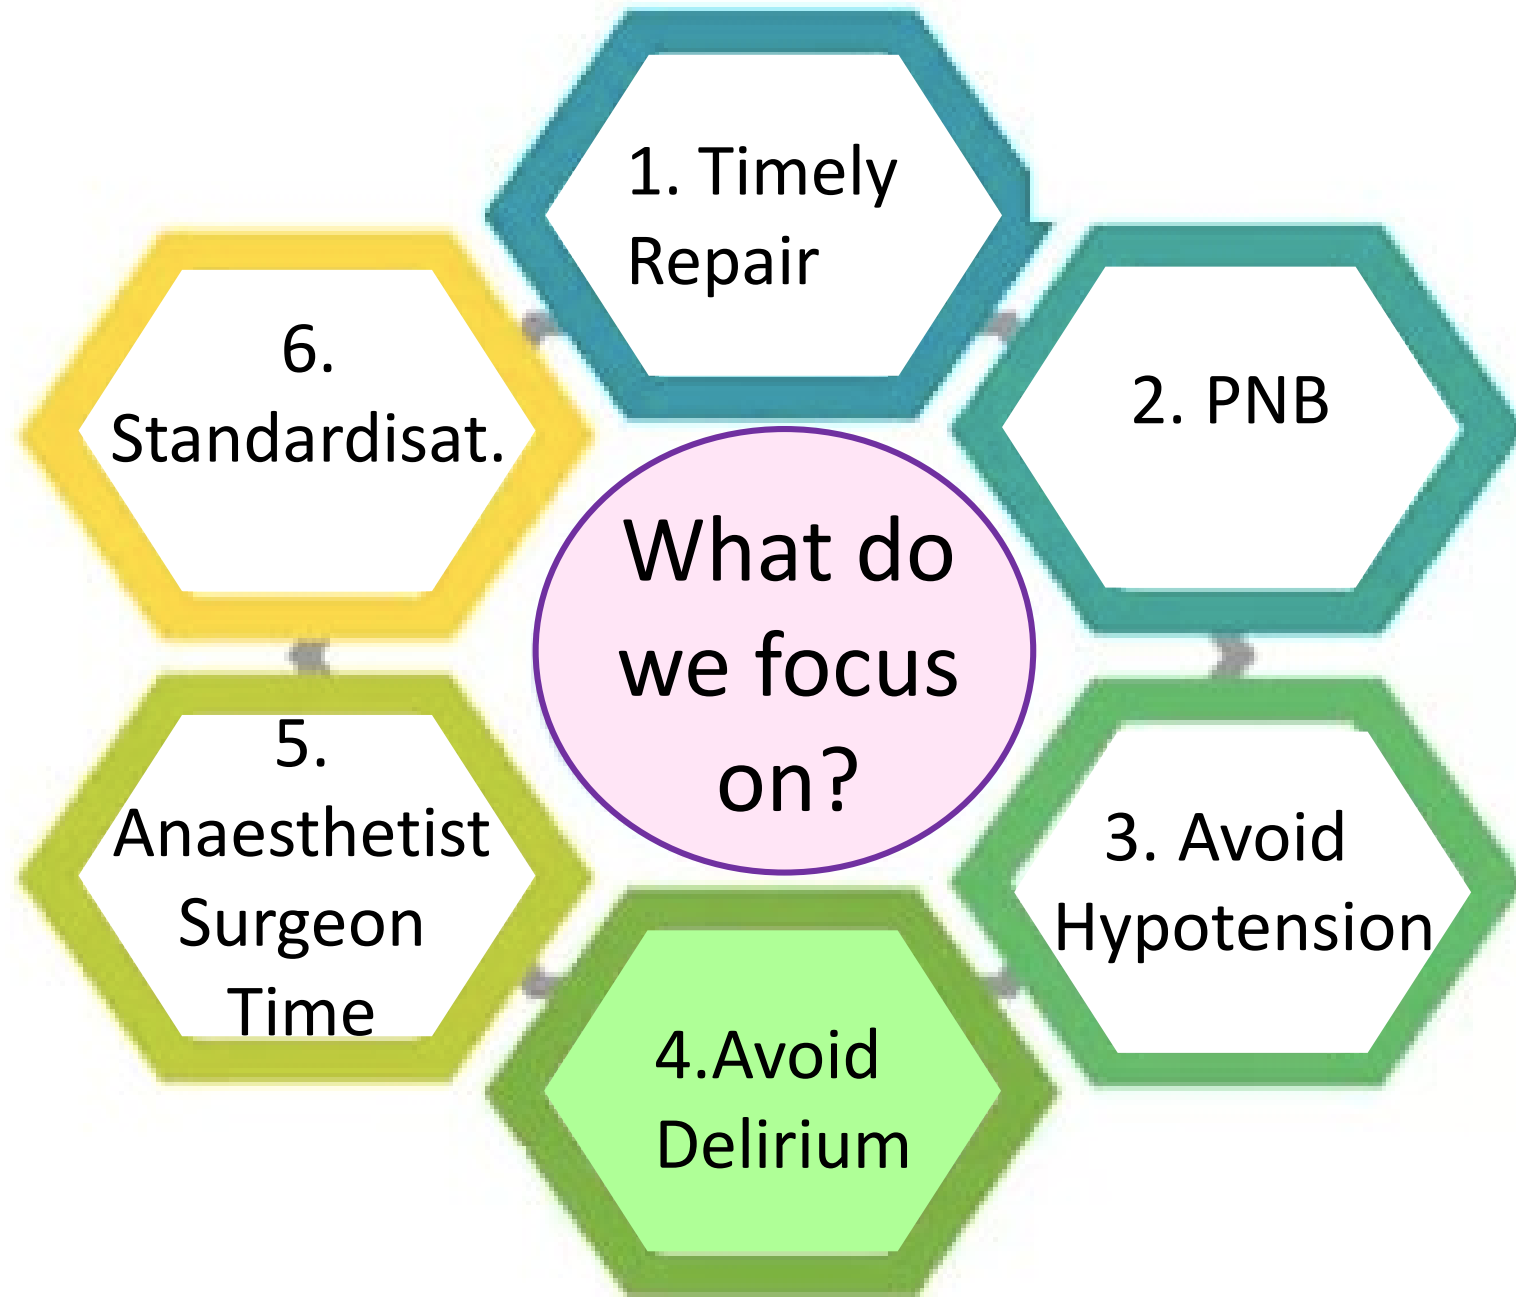 What do
we focus
on?
1. Timely
Repair
2. PNB
3. Avoid
Hypotension
4.Avoid
Delirium
5.
Anaesthetist
Surgeon
Time
6.
Standardisat.